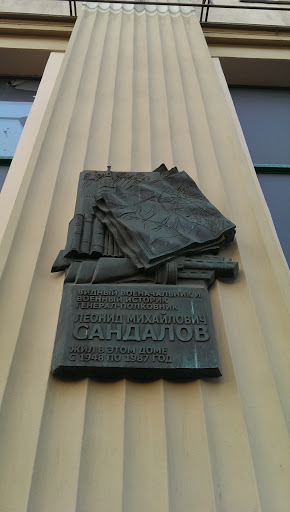 ВИДНЫЙ ВОЕНАЧАЛЬНИК И
ВОЕННЫЙ ИСТОРИК
ГЕНЕРАЛ-ПОЛКОВНИК
ЛЕОНИД МИХАЙЛОВИЧ
САНДАЛОВ
ЖИЛ В ЭТОМ ДОМЕ
С 1948 ПО 1987 ГОД